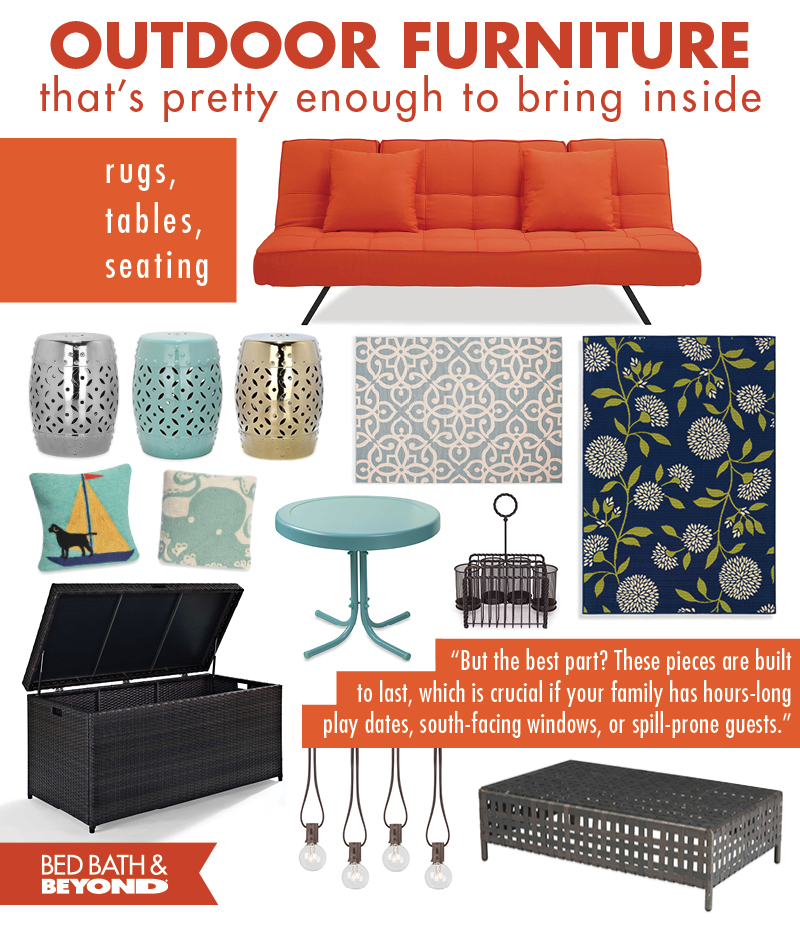 OUTDOOR FURNITURE
that's pretty enough to bring inside
rugs,
tables,
seating
“But the best part? These pieces are built
to last, which is crucial if your family has hours-long
play dates, south-facing windows, or spill-prone guests.”
BED BATH &
BEYOND